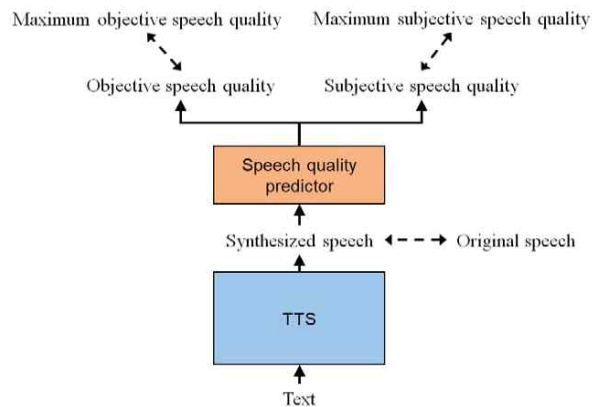 Maximum objective speech quality
Maximum subjective speech quality
Objective speech quality
Subjective speech quality
Speech quality
predictor
Synthesized speech
Original speech
TTS
Text